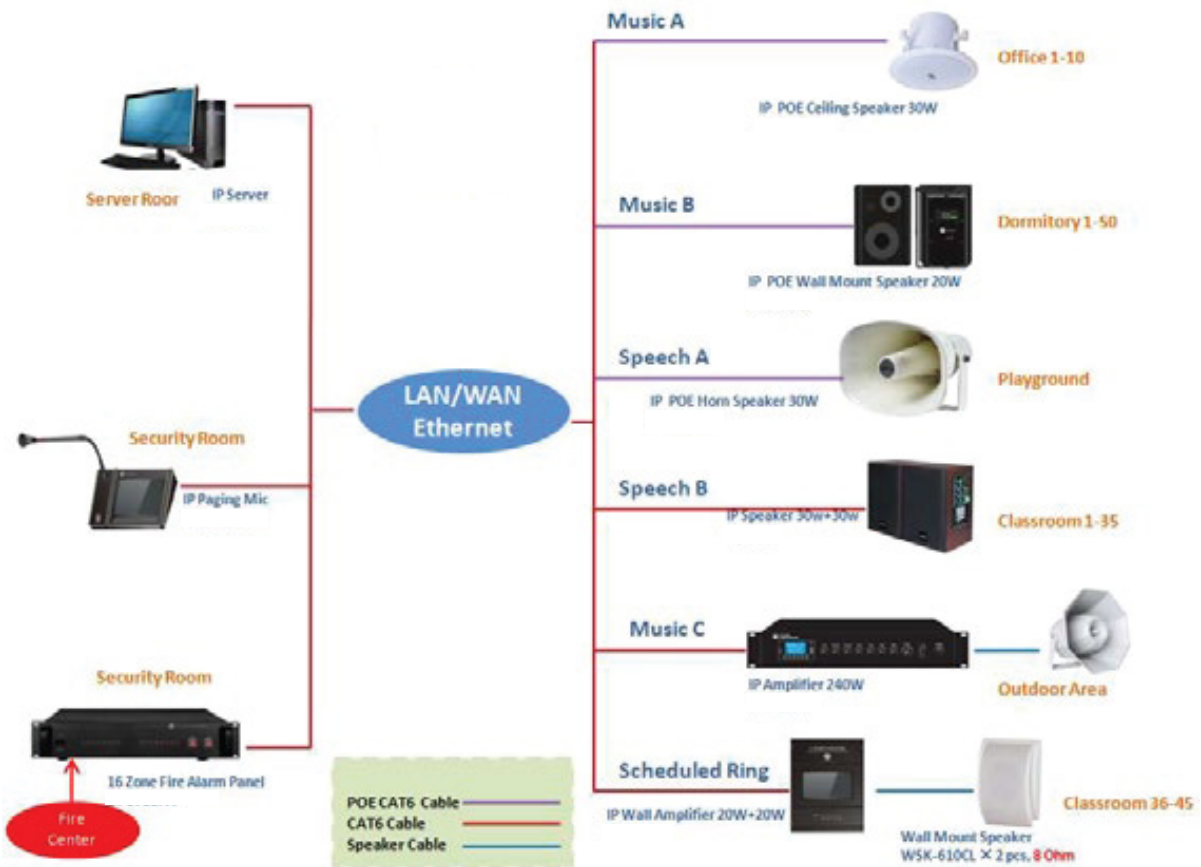 Music A
Office 1-10
IP POE Ceiling Speaker 30W
Server Roor
IP Server
Music B
Dormitory 1-50
IP POE Wall Mount Speaker 20W
Speech A
Playground
IP POE Horn Speaker 30W
LAN/WAN
Ethernet
Security Room
IP Paging Mic
Speech B
IP Speaker 30w+30w
Classroom 1-35
Music C
IP Amplifier 240W
Outdoor Area
Security Room
16 Zone Fire Alarm Panel
Fire
Center
POE CAT6 Cable
CAT6 Cable
Speaker Cable
Scheduled Ring
IP Wall Amplifier 20W+20W
Classroom 36-45
Wall Mount Speaker
WSK-610CL × 2 pcs, 8 Ohm